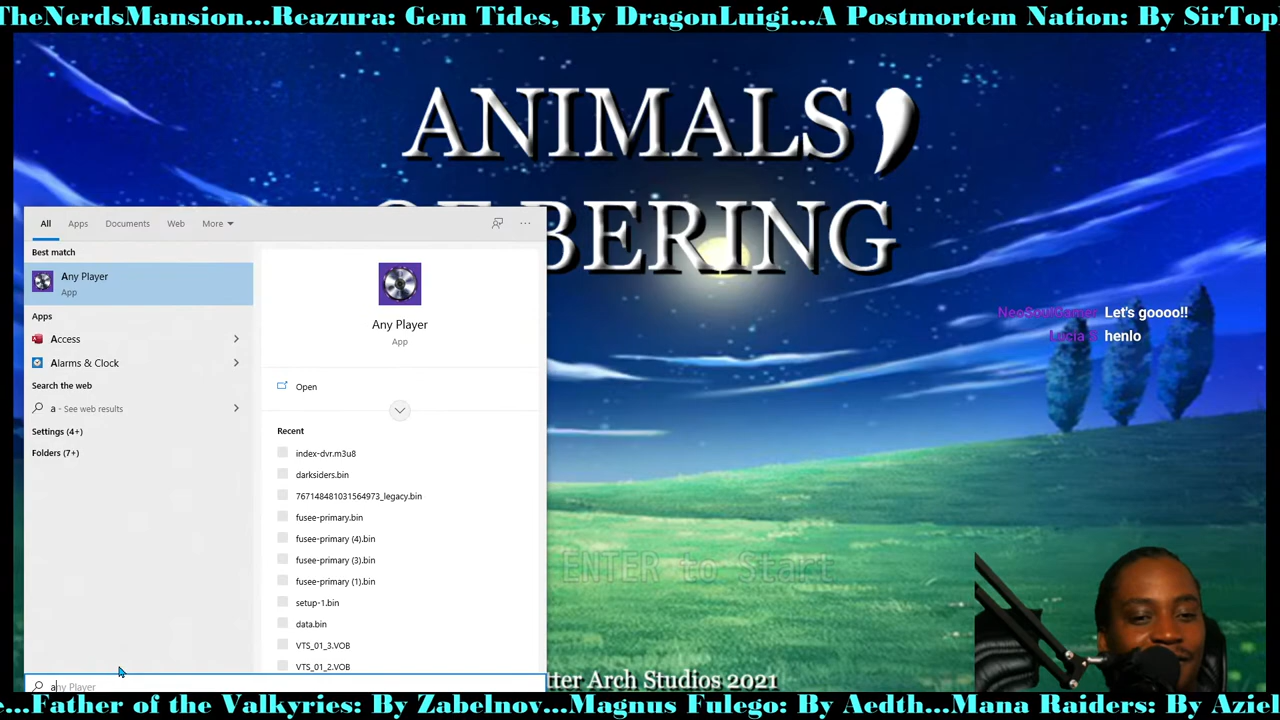 TheNerdsMansion...Reazura: Gem Tides, By DragonLuigi...A Postmortem Nation: By SirTop
ANIMALS,
BERING
All Apps Documents Web More
Best match
Any Player
App
Apps
Access
Alarms & Clock
Search the web
a - See web results
Settings (4+)
Folders (7+)
Any Player
App
Open
Recent
index-dvr.m3u8
darksiders.bin
767148481031564973_legacy.bin
fusee-primary.bin
fusee-primary (4).bin
fusee-primary (3).bin
fusee-primary (1).bin
setup-1.bin
data.bin
VTS_01_3.VOB
VTS_01_2.VOB
any Player
NeoSoulGamer Let's goooo!!
Lucia S henlo
ENTER to Start
tter Arch Studios 2021
e...Father of the Valkyries: By Zabelnov...Magnus Fulego: By Aedth...Mana Raiders: By Aziel